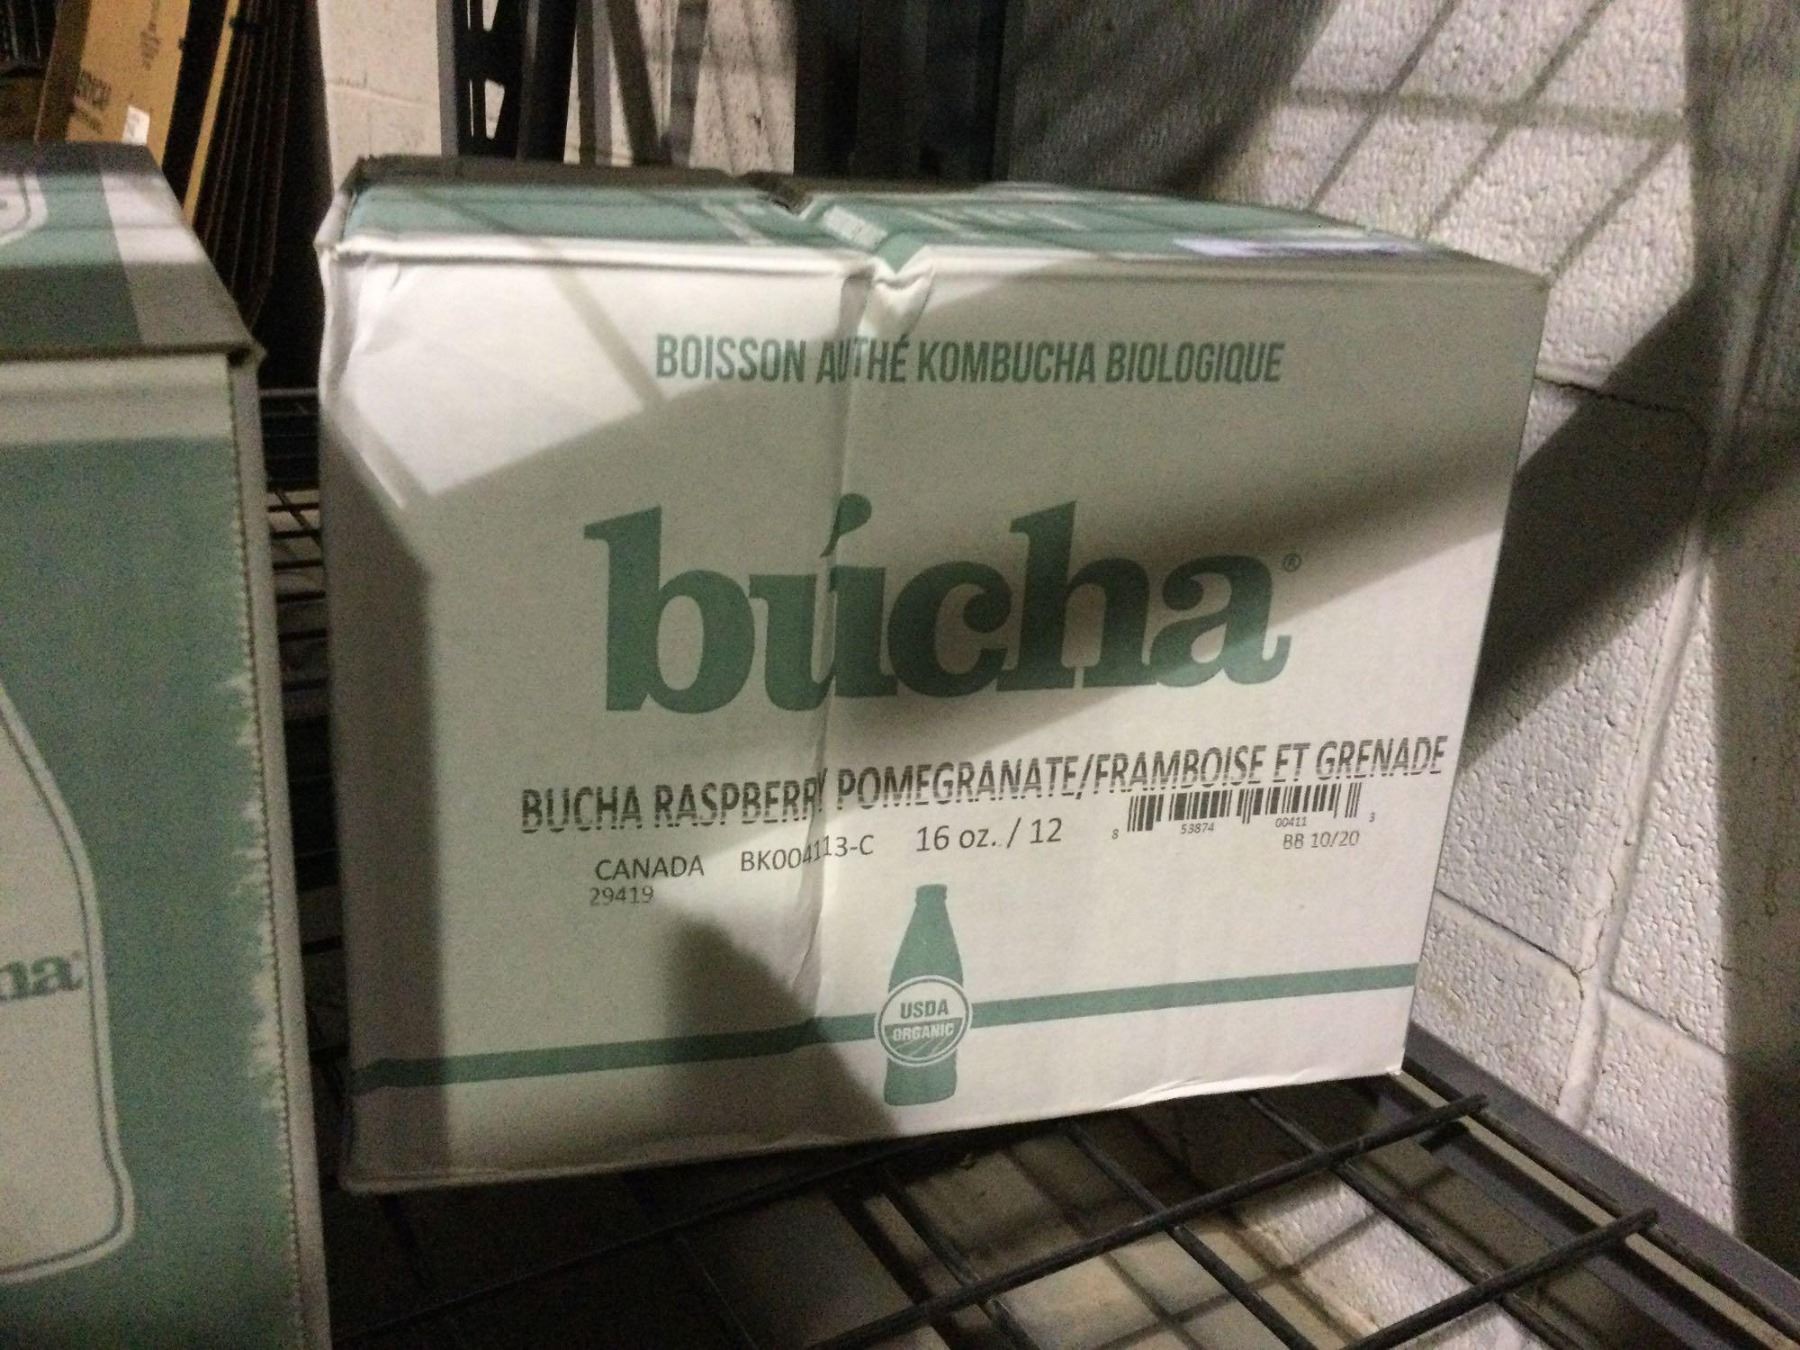 BOISSON AU THÉ KOMBUCHA BIOLOGIQUE
búcha®
BUCHA RASPBERRY POMEGRANATE/FRAMBOISE ET GRENADE
CANADA BK004113-C 16 oz. / 12
8 53874 00411 3
29419
BB 10/20
USDA
ORGANIC